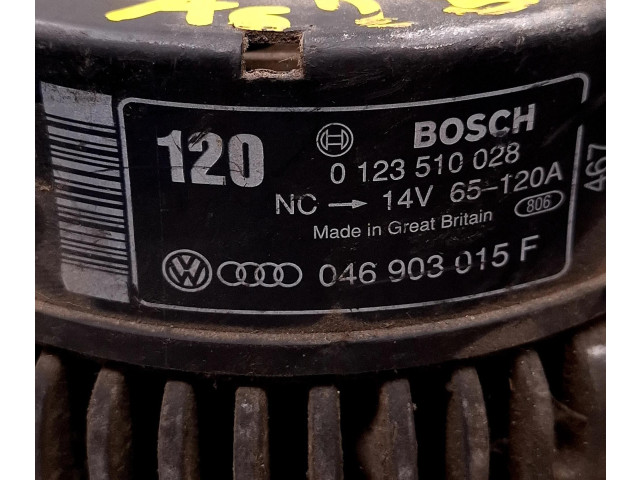 120
BOSCH
0 123 510 028
NC → 14V 65-120A
Made in Great Britain 806
046 903 015 F
467